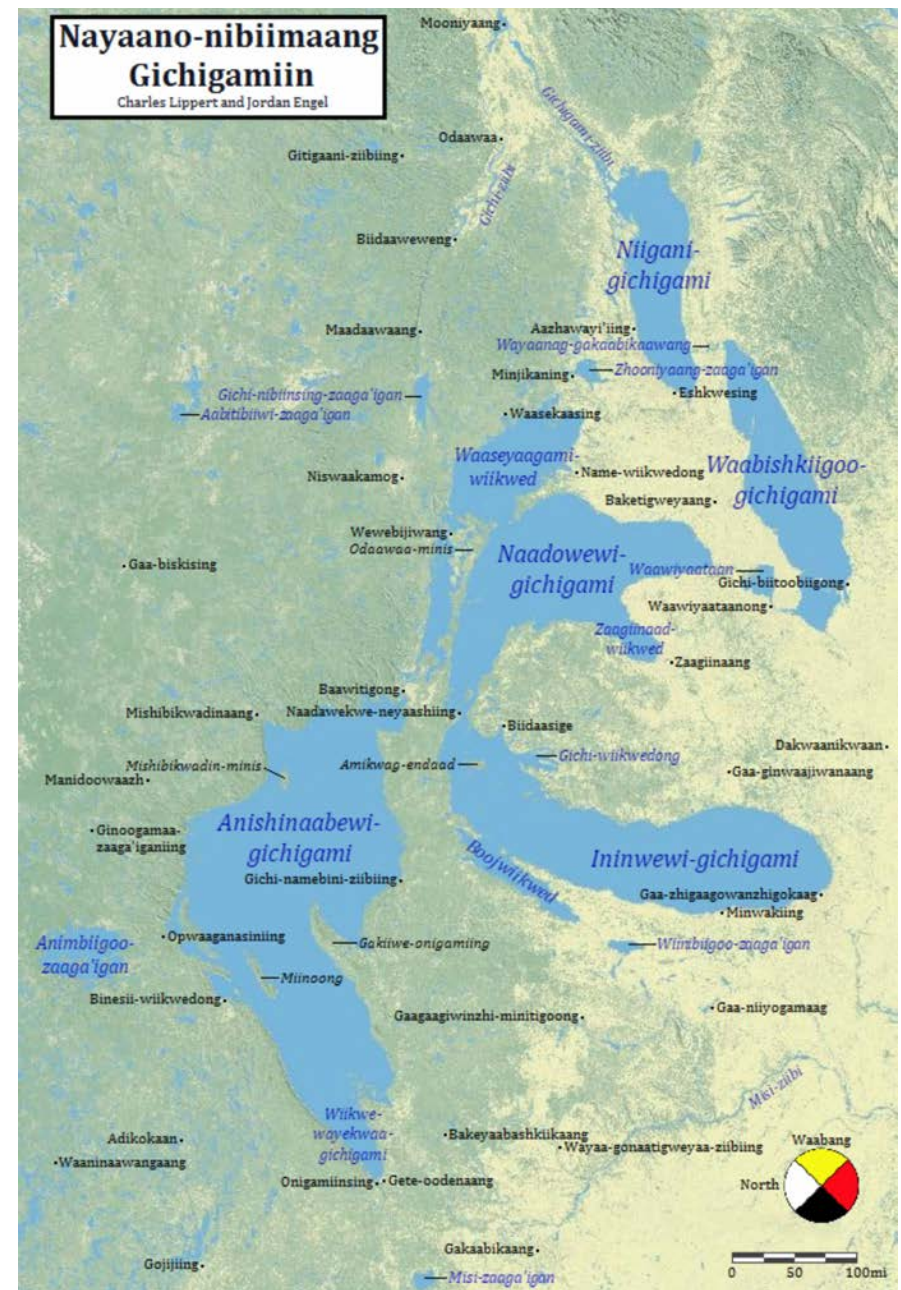 Nayaano-nibiimaang
Gichigamiin
Charles Lippert and Jordan Engel
Mooniyaang
Gichigami-ziibi
Odaawaa
Gitigaani-ziibiing
Gichi-ziibi
Biidaaweweng
Niigani-
gichigami
Maadaawaang
Aazhawayi'iing
Wayaanag-gakaabikaawang
Minjikaning
Zhooniyaang-zaaga'igan
Gichi-nibiinsing-zaaga'igan
Eshkwesing
Aabitibiiwi-zaaga'igan
Waasekaasing
Waaseyaagami-
wiikwed
Name-wiikwedong
Waabishkiigoo-
gichigami
Niswaakamog
Baketigweyaang
Wewebijiwang
Odaawaa-minis
Gaa-biskising
Naadowewi-
gichigami
Waawiyaataan
Gichi-biitoobiigong
Waawiyaataanong
Zaagiinaad-
wiikwed
Zaagiinaang
Baawitigong
Mishibikwadinaang
Naadawekwe-neyaashiing
Biidaasige
Dakwaanikwaan
Mishibikwadin-minis
Amikwag-endaad
Gichi-wiikwedong
Gaa-ginwaajiwanaang
Manidoowaazh
Ginoogamaa-
zaaga'iganiing
Anishinaabewi-
gichigami
Boojwiikwed
Ininwewi-gichigami
Gichi-namebini-ziibiing
Gaa-zhigaagowanzhigokaag
Minwakiing
Opwaaganasiniing
Gakiiwe-onigamiing
Wiinibiigoo-zaaga'igan
Animbiigoo-
zaaga'igan
Miinoong
Binesii-wiikwedong
Gaagaagiwinzhi-minitigoong
Gaa-niiyogamaag
Misi-ziibi
Wiikwe-
wayekwaa-
gichigami
Adikokaan
Bakeyaabashkiikaang
Waabang
Waaninaawangaang
Wayaa-gonaatigweyaa-ziibiing
Onigamiinsing
Gete-oodenaang
North
Gojijiing
Gakaabikaang
Misi-zaaga'igan
0 50 100mi